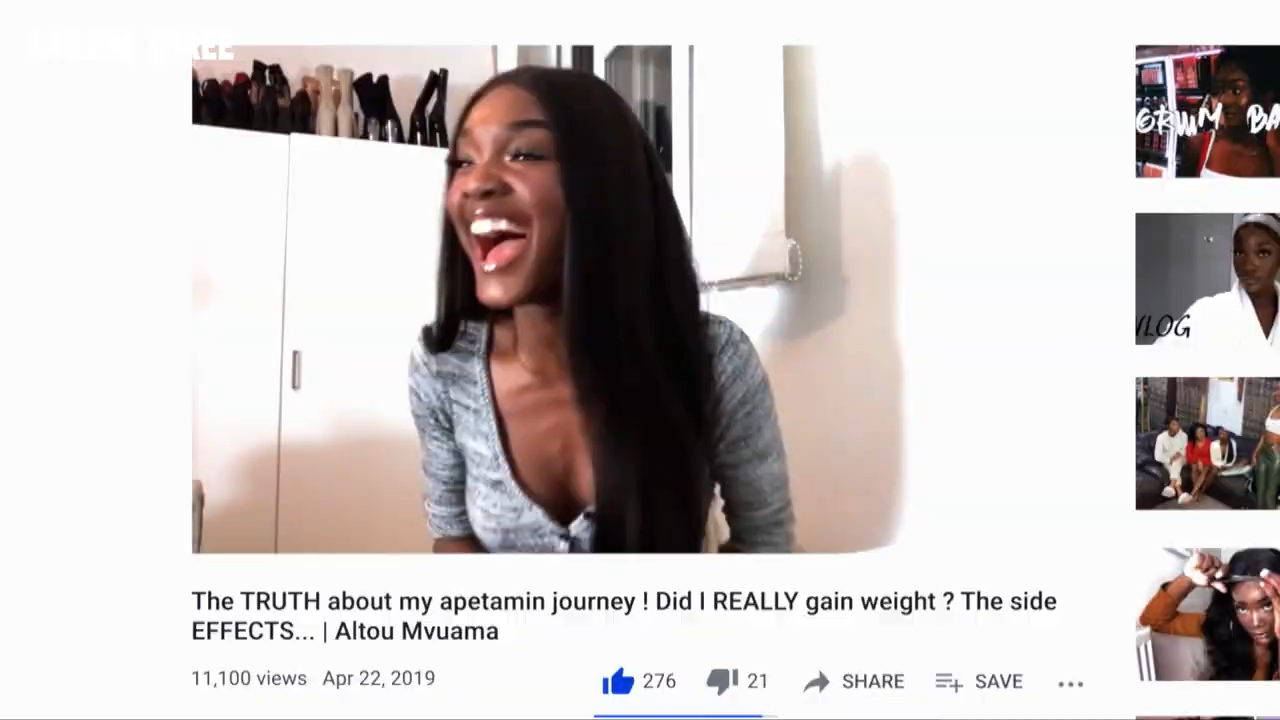 The TRUTH about my apetamin journey ! Did I REALLY gain weight ? The side
EFFECTS... | Altou Mvuama
11,100 views Apr 22, 2019
276
21
SHARE
SAVE
VLOG